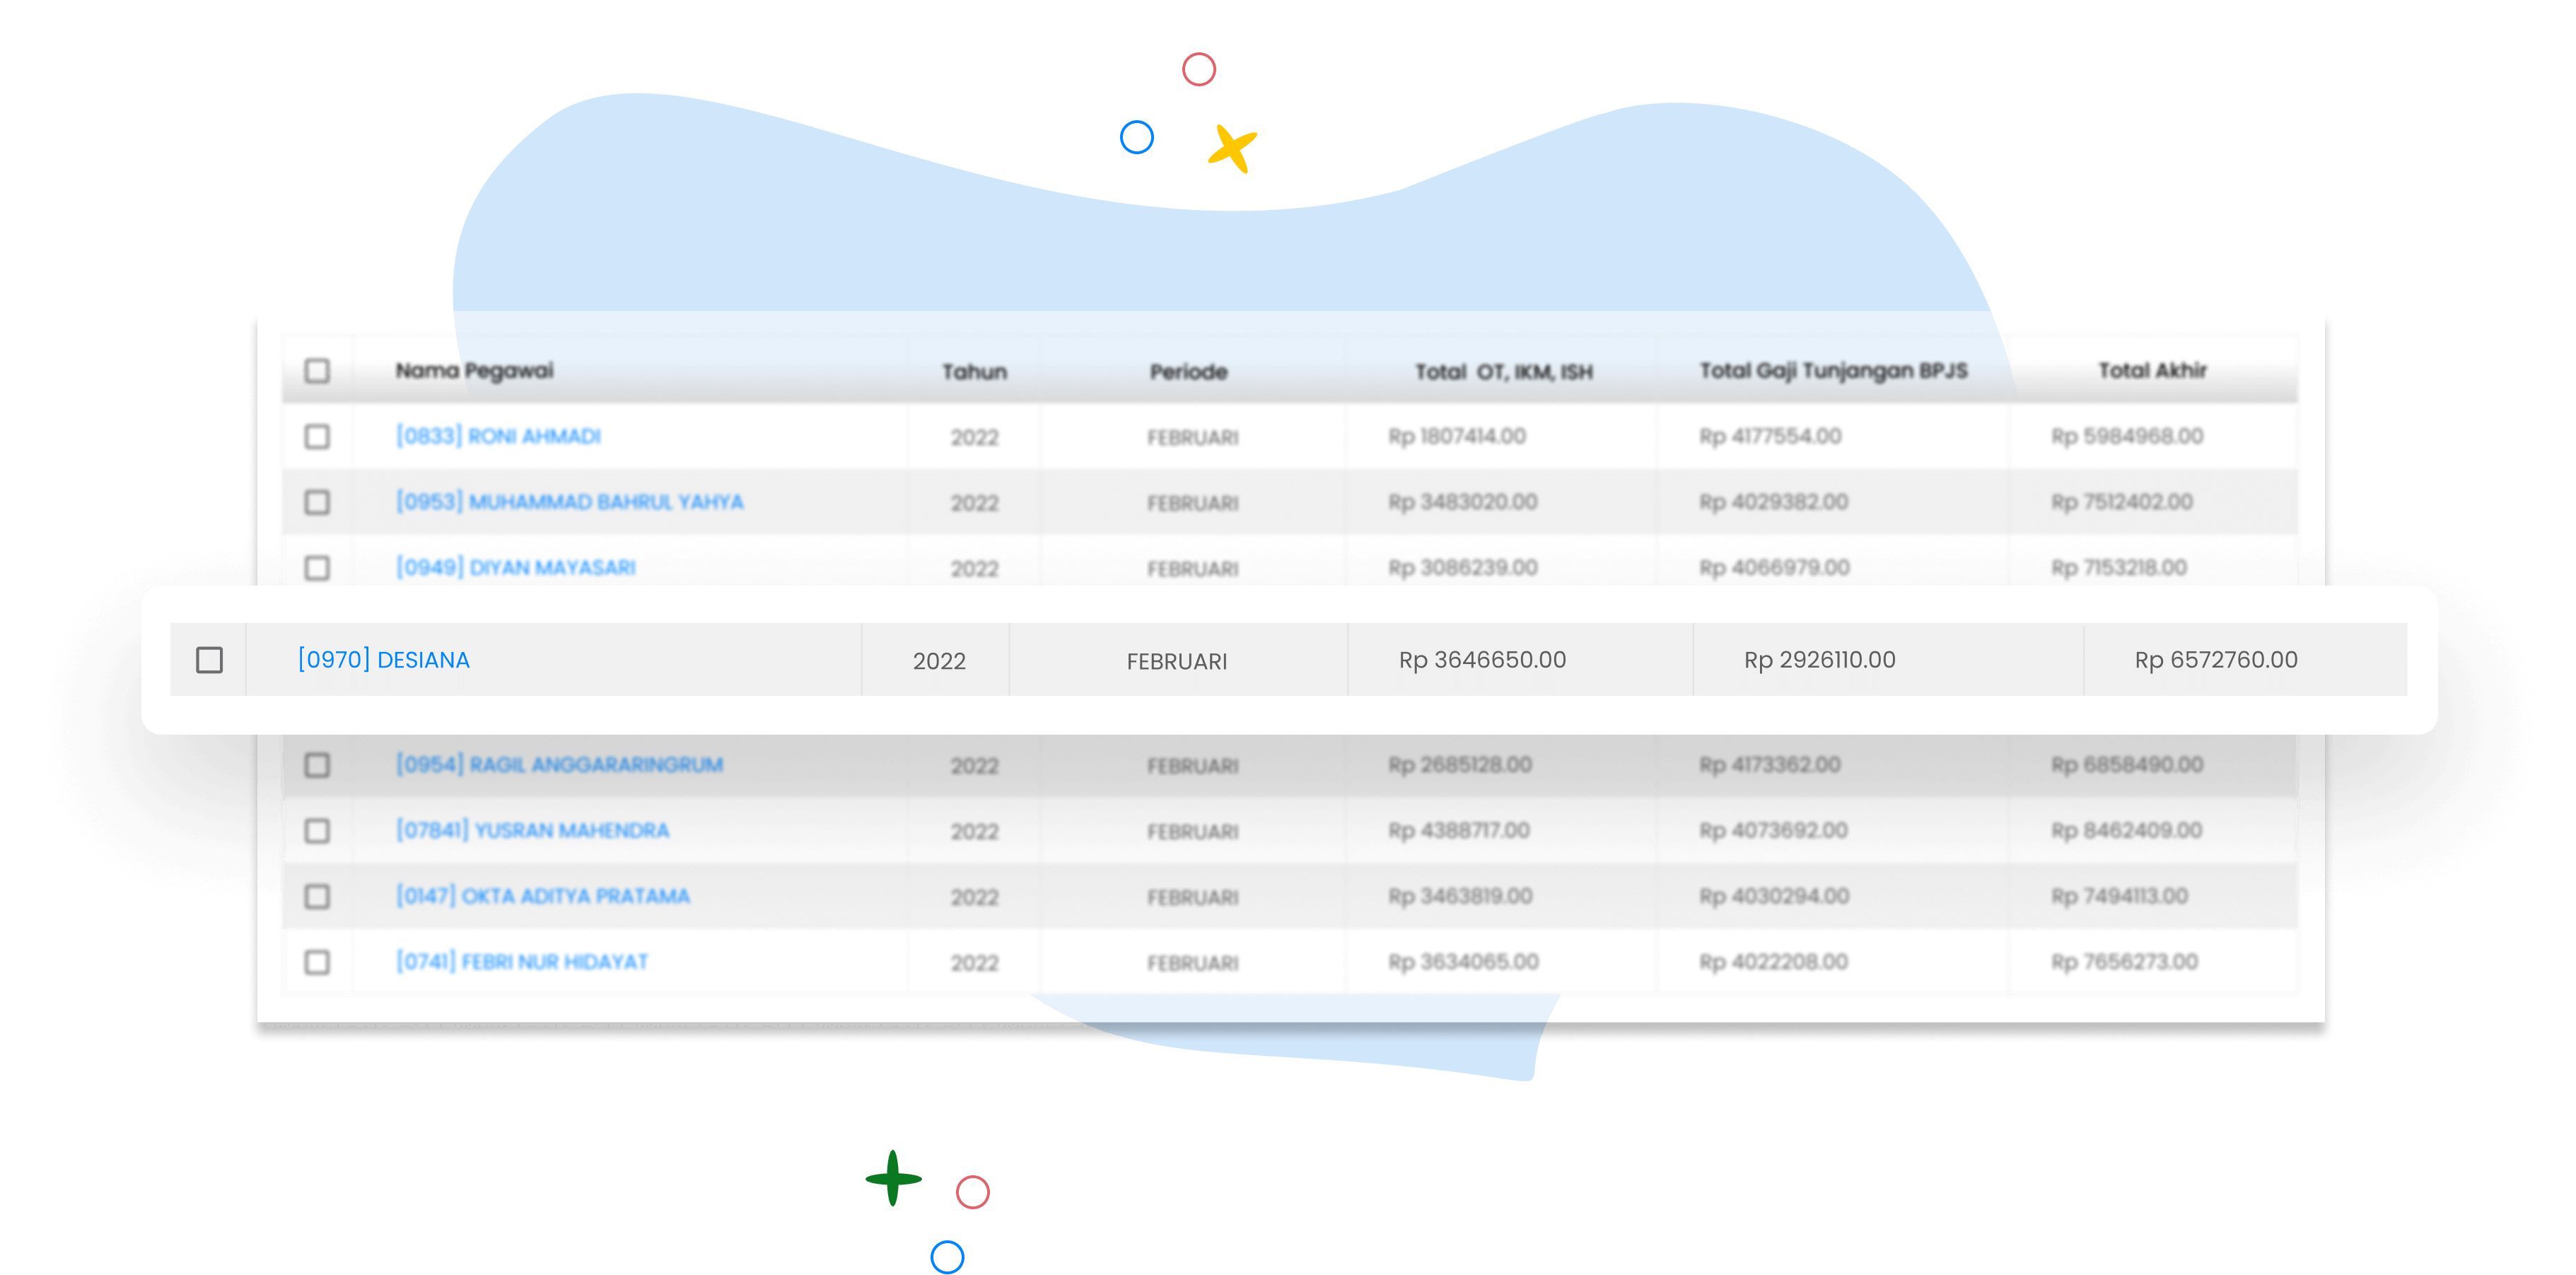 Nama Pegawai Tahun Periode Total OT, IKM, ISH Total Gaji Tunjangan BPJS Total Akhir
[0833] RONI AHMADI 2022 FEBRUARI Rp 1807414.00 Rp 4177554.00 Rp 5984968.00
[0953] MUHAMMAD BAHRUL YAHYA 2022 FEBRUARI Rp 3483020.00 Rp 4029382.00 Rp 7512402.00
[0949] DIYAN MAYASARI 2022 FEBRUARI Rp 3086239.00 Rp 4066979.00 Rp 7153218.00
[0970] DESIANA 2022 FEBRUARI Rp 3646650.00 Rp 2926110.00 Rp 6572760.00
[0954] RAGIL ANGGARARINGRUM 2022 FEBRUARI Rp 2685128.00 Rp 4173362.00 Rp 6858490.00
[07841] YUSRAN MAHENDRA 2022 FEBRUARI Rp 4388717.00 Rp 4073692.00 Rp 8462409.00
[0147] OKTA ADITYA PRATAMA 2022 FEBRUARI Rp 3463819.00 Rp 4030294.00 Rp 7494113.00
[0741] FEBRI NUR HIDAYAT 2022 FEBRUARI Rp 3634065.00 Rp 4022208.00 Rp 7656273.00